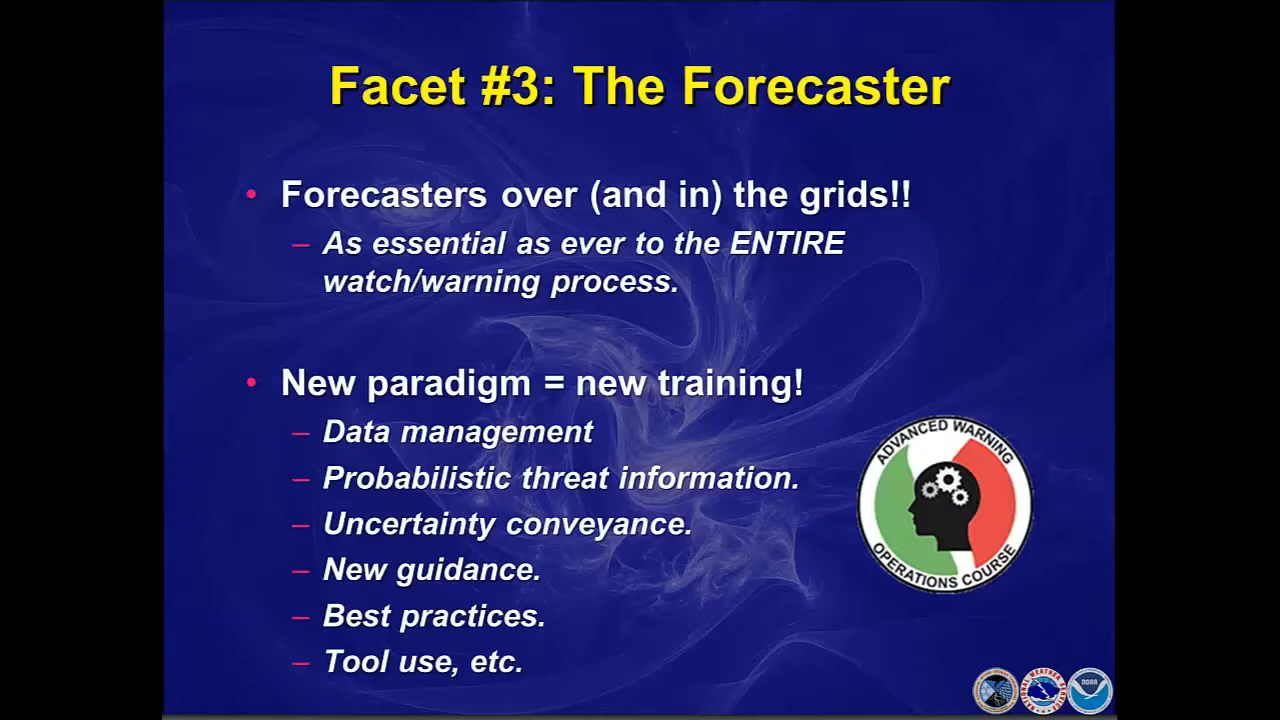 Facet #3: The Forecaster
• Forecasters over (and in) the grids!!
– As essential as ever to the ENTIRE
watch/warning process.
• New paradigm = new training!
– Data management
– Probabilistic threat information.
– Uncertainty conveyance.
– New guidance.
– Best practices.
– Tool use, etc.
ADVANCED WARNING
OPERATIONS COURSE
NOAA